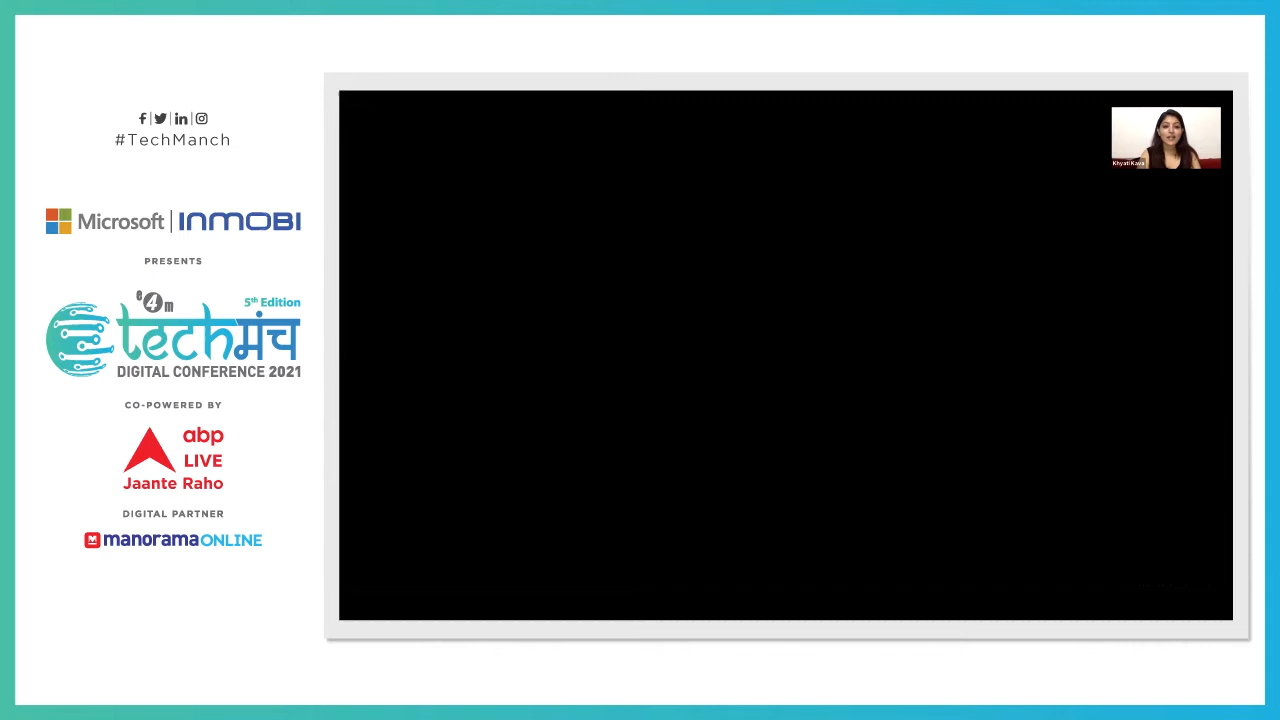 #TechManch
Microsoft | INMOBI
PRESENTS
e4m
5th Edition
techमंच
DIGITAL CONFERENCE 2021
CO-POWERED BY
abp
LIVE
Jaante Raho
DIGITAL PARTNER
manoramaONLINE
Khyati Kava